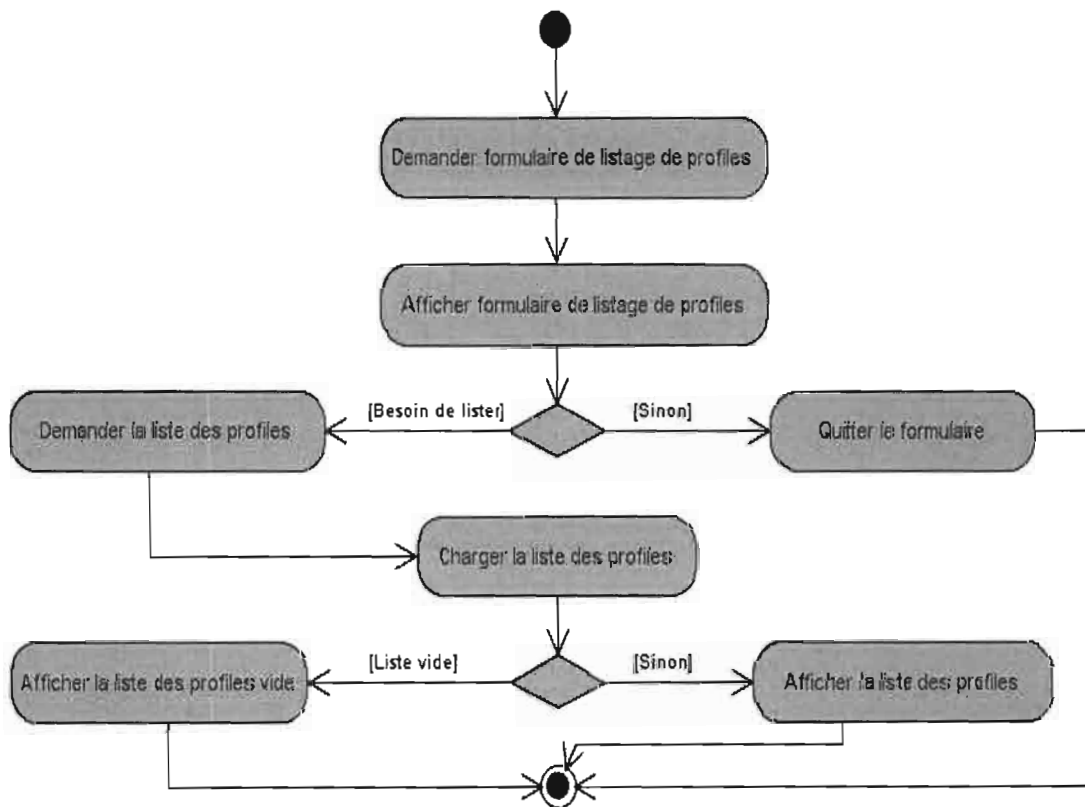 Demander formulaire de listage de profiles
Afficher formulaire de listage de profiles
[Besoin de lister]
[Sinon]
Demander la liste des profiles
Quitter le formulaire
Charger la liste des profiles
[Liste vide]
[Sinon]
Afficher la liste des profiles vide
Afficher la liste des profiles